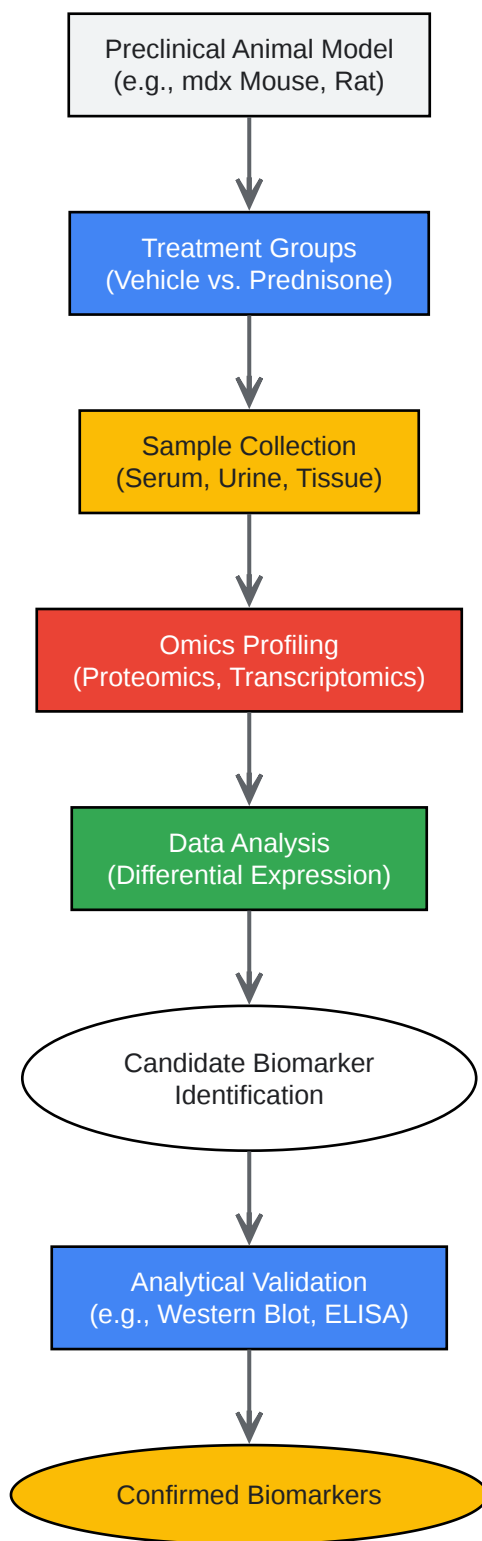 Preclinical Animal Model
(e.g., mdx Mouse, Rat)
Treatment Groups
(Vehicle vs. Prednisone)
Sample Collection
(Serum, Urine, Tissue)
Omics Profiling
(Proteomics, Transcriptomics)
Data Analysis
(Differential Expression)
Candidate Biomarker
Identification
Analytical Validation
(e.g., Western Blot, ELISA)
Confirmed Biomarkers